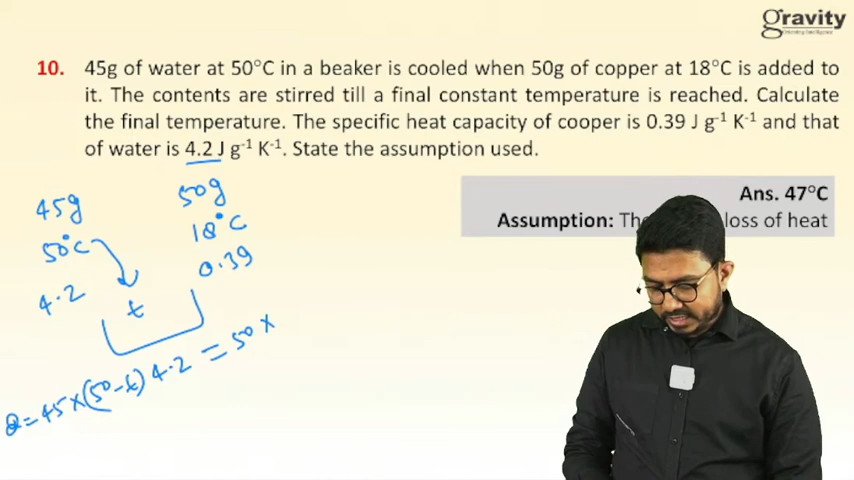 gravity
10. 45g of water at 50°C in a beaker is cooled when 50g of copper at 18°C is added to
it. The contents are stirred till a final constant temperature is reached. Calculate
the final temperature. The specific heat capacity of cooper is 0.39 J g⁻¹ K⁻¹ and that
of water is 4.2 J g⁻¹ K⁻¹. State the assumption used.
Ans. 47°C
Assumption: loss of heat
45g 50g
50°C 18°C
4.2 0.39
t
Q = 45 × (50 - t) 4.2 = 50 ×